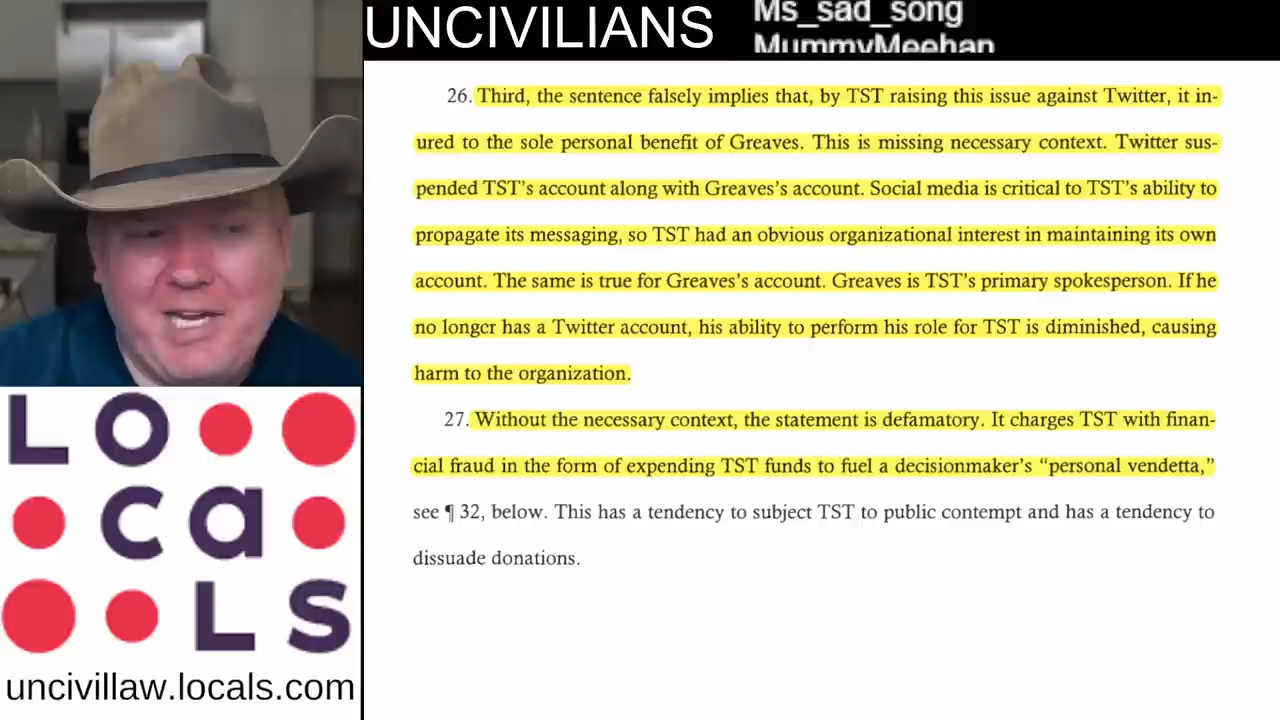 UNCIVILIANS
Ms_sad_song
MummyMeehan
26. Third, the sentence falsely implies that, by TST raising this issue against Twitter, it in-
ured to the sole personal benefit of Greaves. This is missing necessary context. Twitter sus-
pended TST's account along with Greaves's account. Social media is critical to TST's ability to
propagate its messaging, so TST had an obvious organizational interest in maintaining its own
account. The same is true for Greaves's account. Greaves is TST's primary spokesperson. If he
no longer has a Twitter account, his ability to perform his role for TST is diminished, causing
harm to the organization.
27. Without the necessary context, the statement is defamatory. It charges TST with finan-
cial fraud in the form of expending TST funds to fuel a decisionmaker's “personal vendetta,”
see ¶ 32, below. This has a tendency to subject TST to public contempt and has a tendency to
dissuade donations.
LO
ca
LS
uncivillaw.locals.com